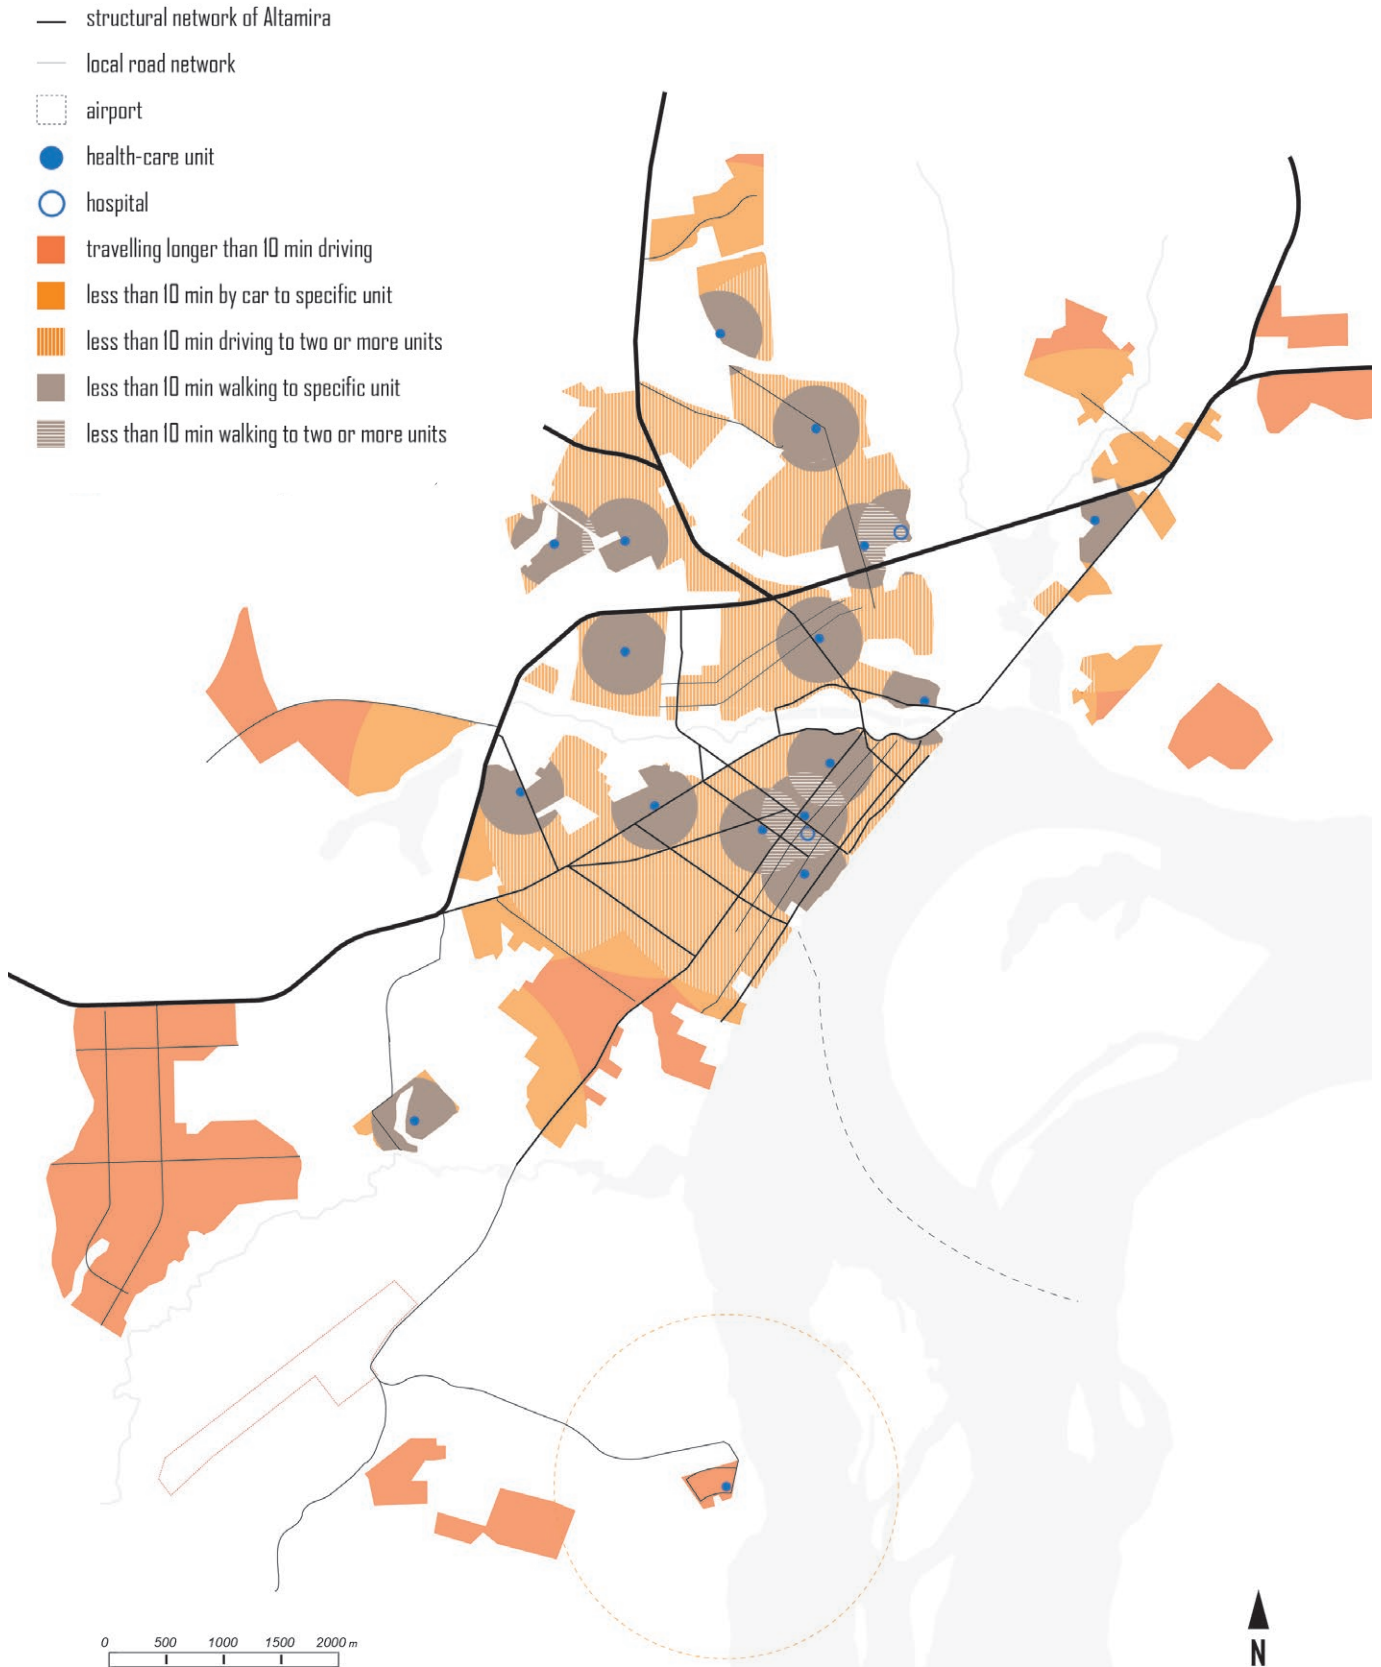 structural network of Altamira
local road network
airport
health-care unit
hospital
travelling longer than 10 min driving
less than 10 min by car to specific unit
less than 10 min driving to two or more units
less than 10 min walking to specific unit
less than 10 min walking to two or more units
0 500 1000 1500 2000 m
N